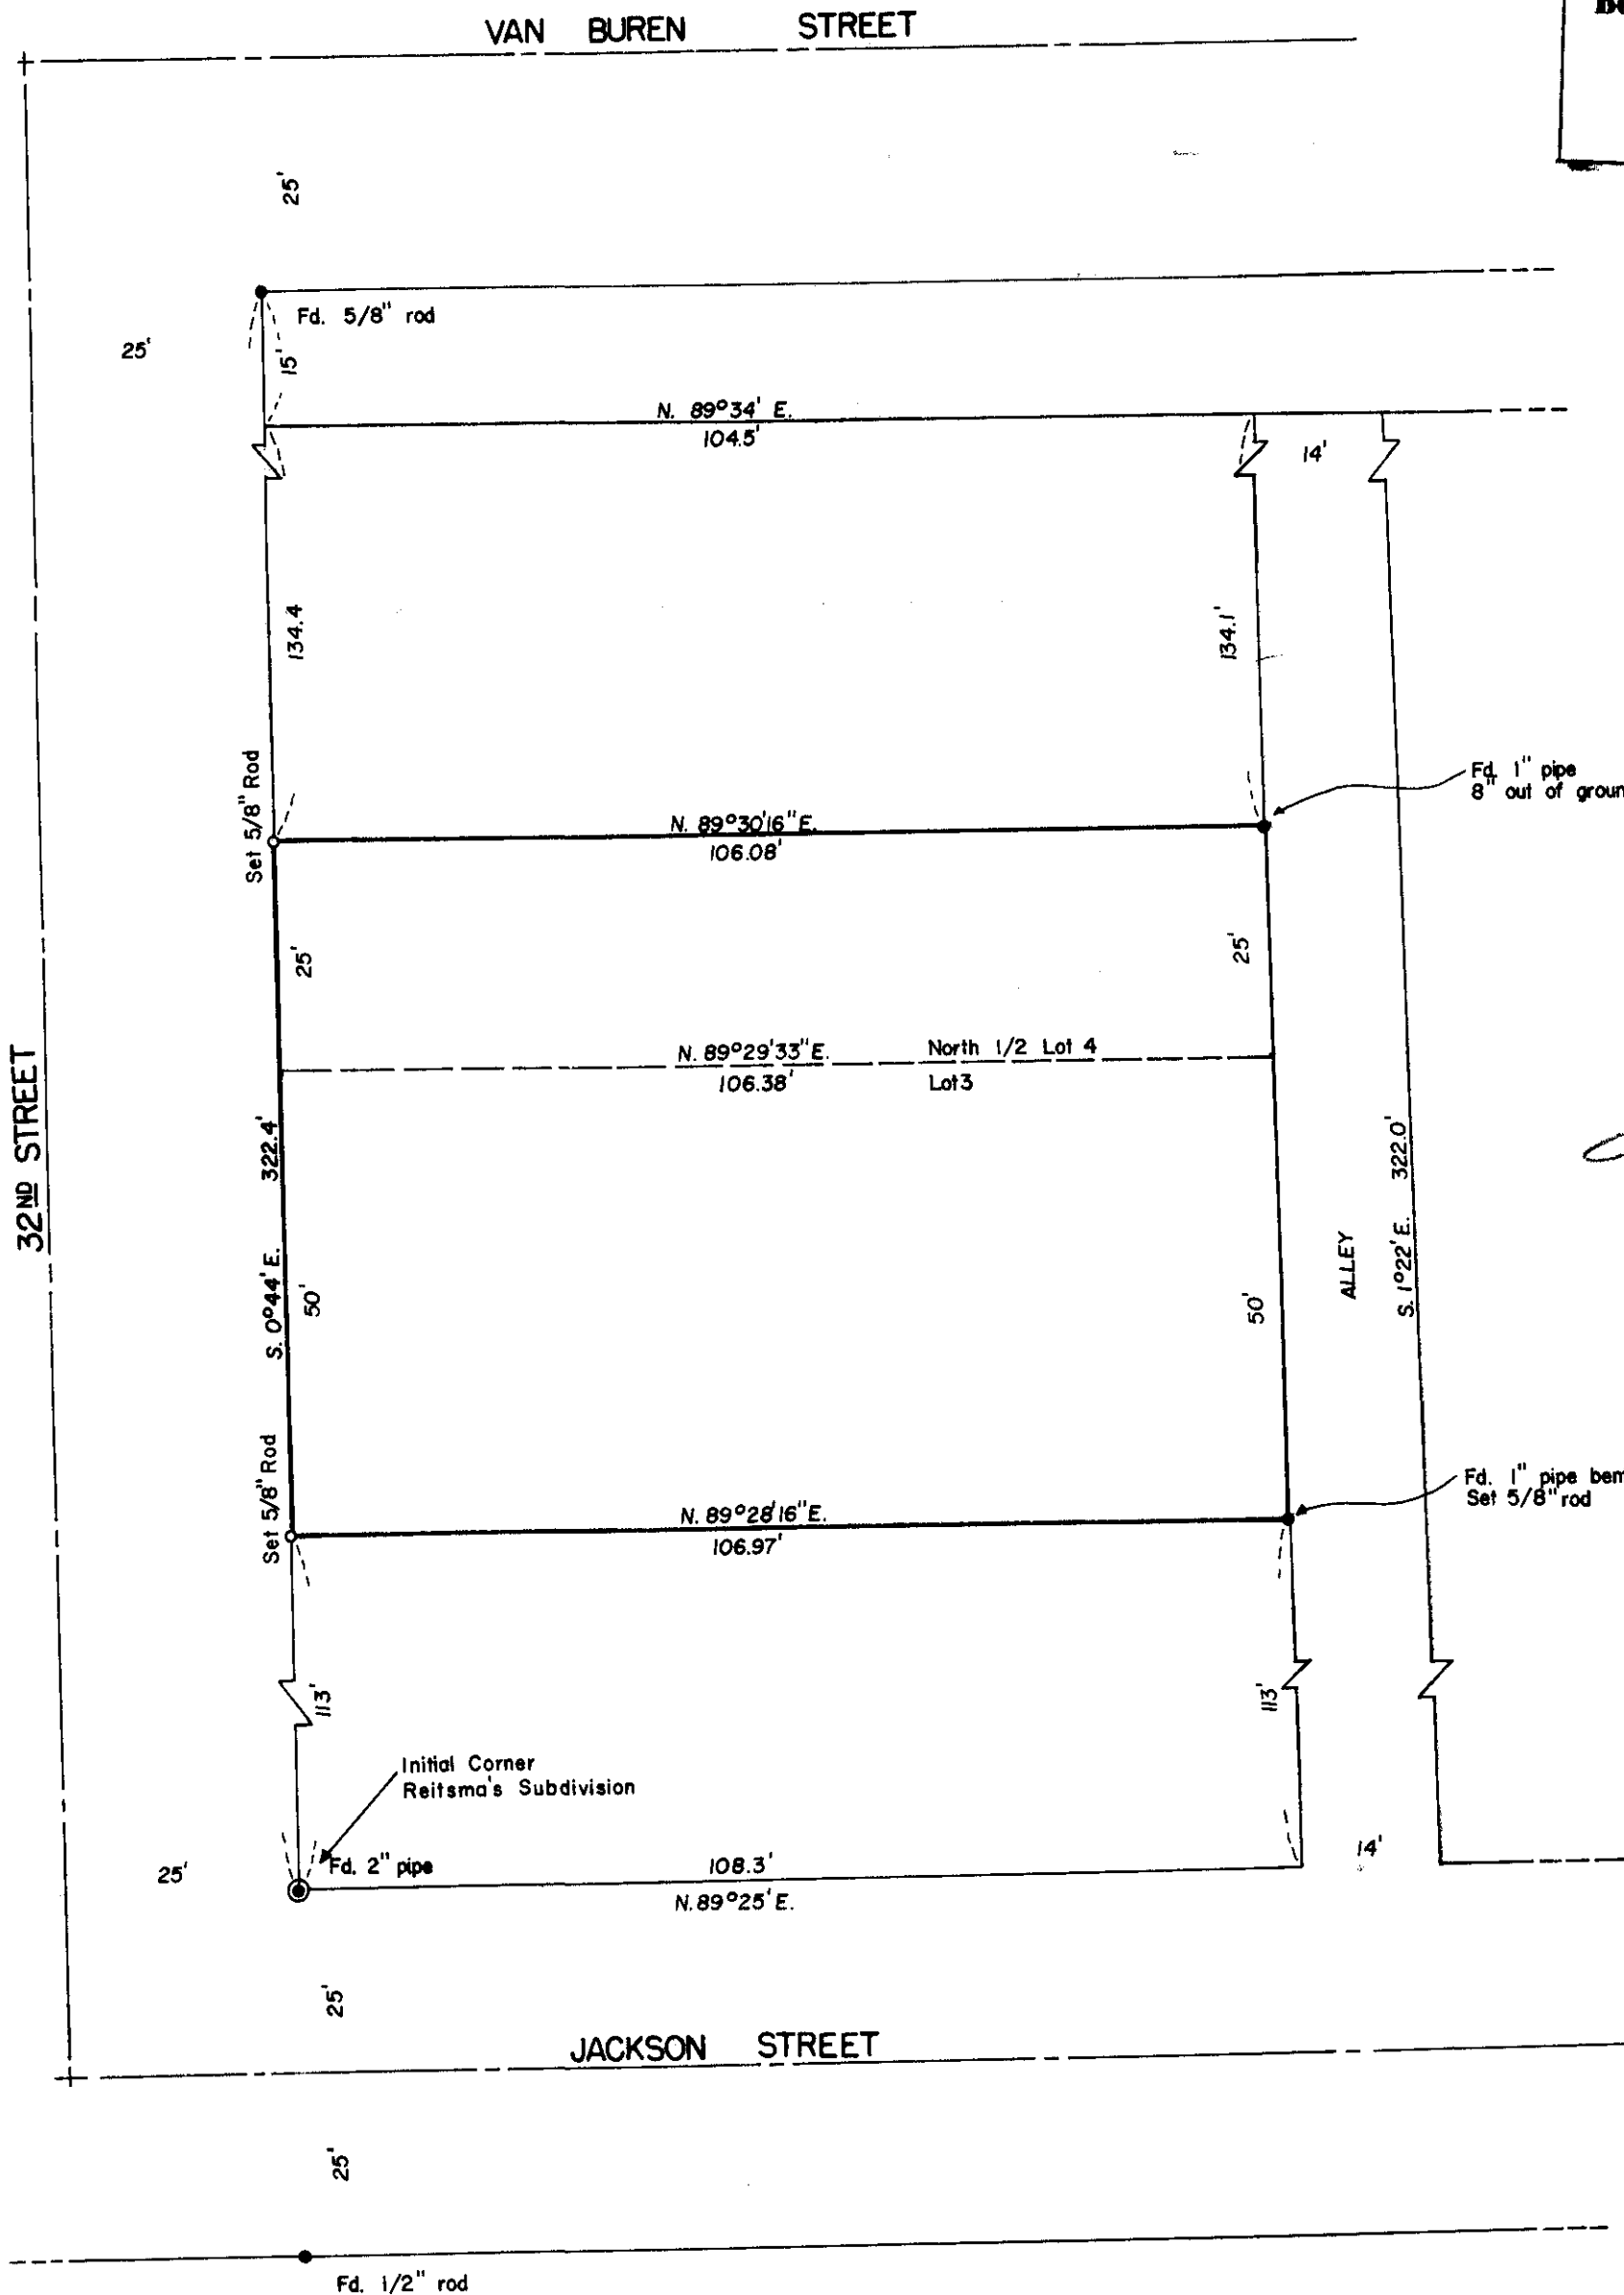 VAN BUREN STREET
25'
Fd. 5/8" rod
25'
15'
N. 89°34' E.
104.5'
14'
134.4
134.1'
Set 5/8" Rod
Fd. 1" pipe
8" out of groun
N. 89°30'16" E.
106.08'
25'
25'
N. 89°29'33" E.
North 1/2 Lot 4
106.38'
Lot 3
32ND STREET
S. 0°44' E. 322.4'
50'
50'
ALLEY
S. 1°22' E. 322.0'
Set 5/8" Rod
Fd. 1" pipe
Set 5/8" rod
N. 89°28'16" E.
106.97'
113'
113'
Initial Corner
Reitsma's Subdivision
25'
Fd. 2" pipe
108.3'
14'
N. 89°25' E.
25'
JACKSON STREET
25'
Fd. 1/2" rod